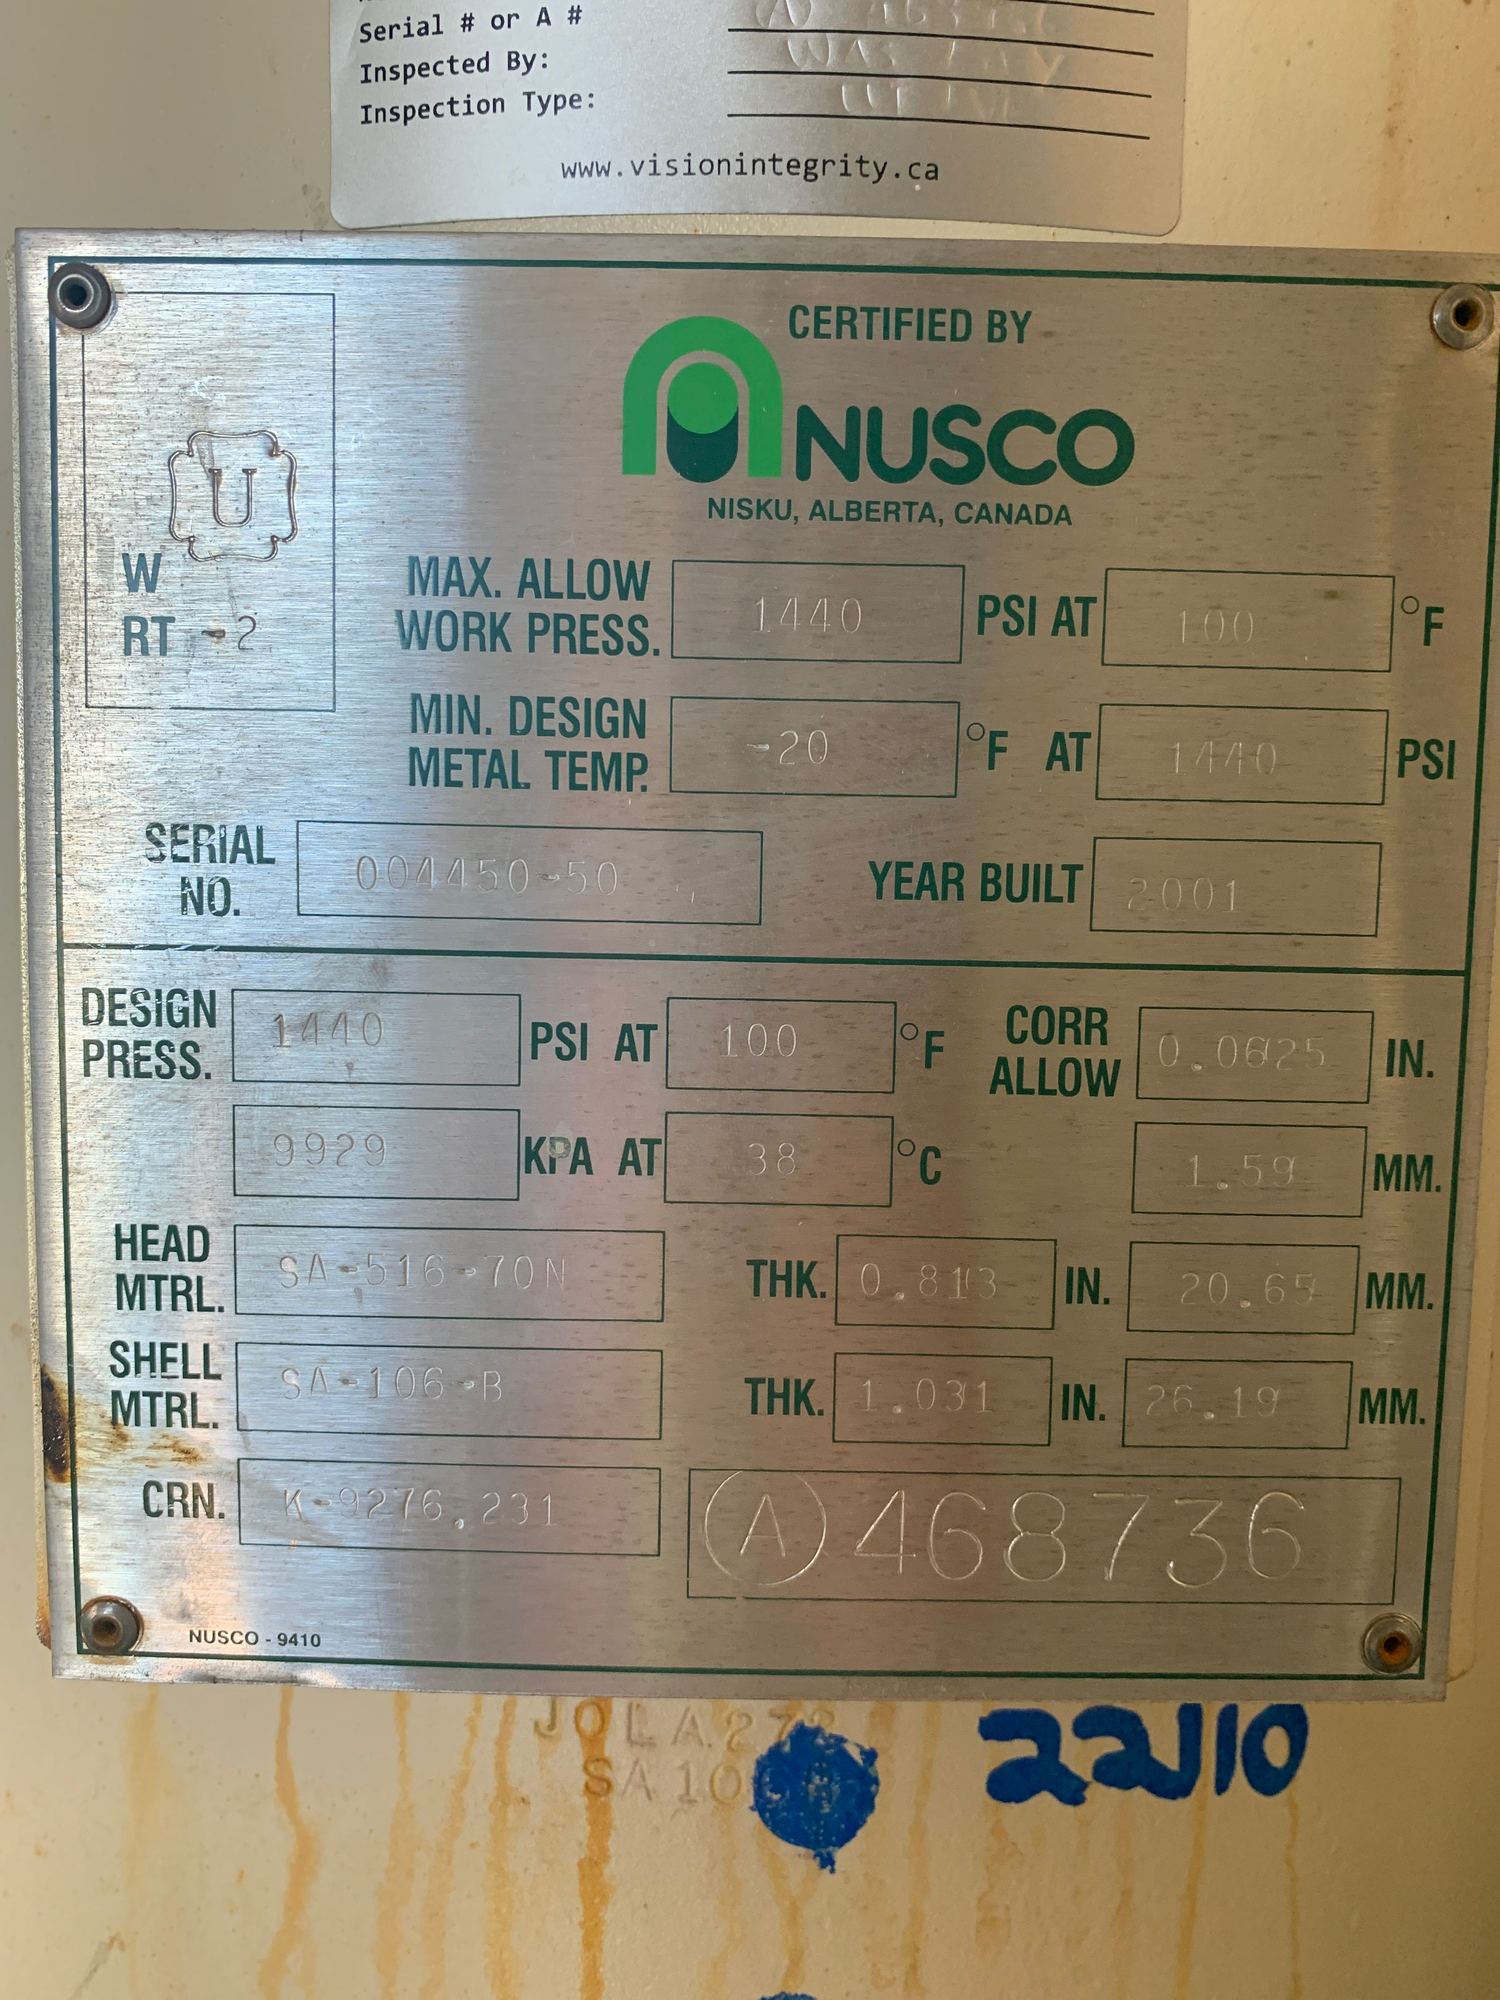 Serial # or A #
Inspected By:
Inspection Type:
www.visionintegrity.ca
CERTIFIED BY
NUSCO
NISKU, ALBERTA, CANADA
U
W
RT -2
MAX. ALLOW WORK PRESS. 1440 PSI AT 100 °F
MIN. DESIGN METAL TEMP. -20 °F AT 1440 PSI
SERIAL NO. 004450-50 YEAR BUILT 2001
DESIGN PRESS. 1440 PSI AT 100 °F CORR ALLOW 0.0625 IN.
9929 KPA AT 38 °C 1.59 MM.
HEAD MTRL. SA-516-70N THK. 0.813 IN. 20.65 MM.
SHELL MTRL. SA-106-B THK. 1.031 IN. 26.19 MM.
CRN. K-9276.231 (A) 468736
NUSCO - 9410
22J10